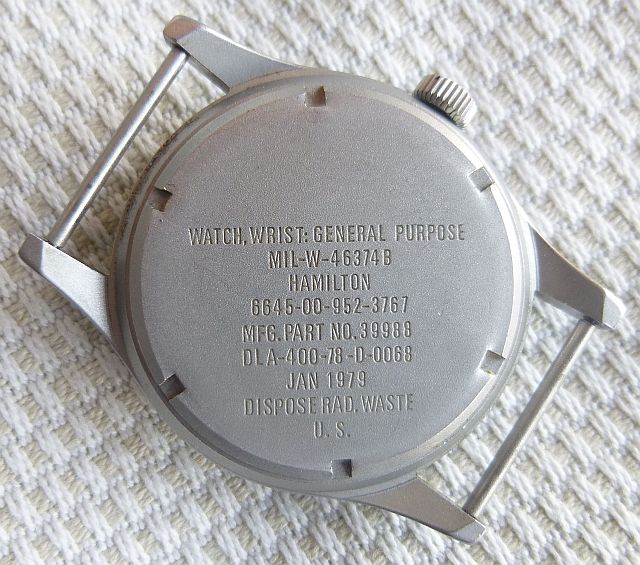 WATCH, WRIST: GENERAL PURPOSE
MIL-W-46374B
HAMILTON
6645-00-952-3767
MFG. PART NO. 39988
DLA-400-78-D-0068
JAN 1979
DISPOSE RAD. WASTE
U. S.